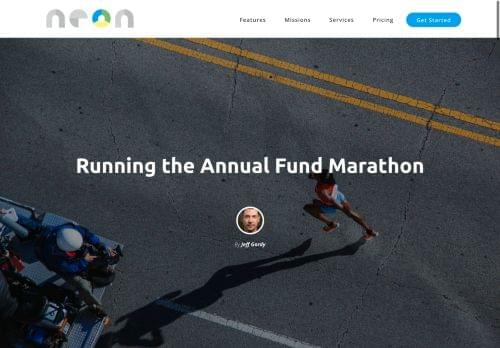 neon
Features Missions Services Pricing Get Started
Running the Annual Fund Marathon
By Jeff Gordy